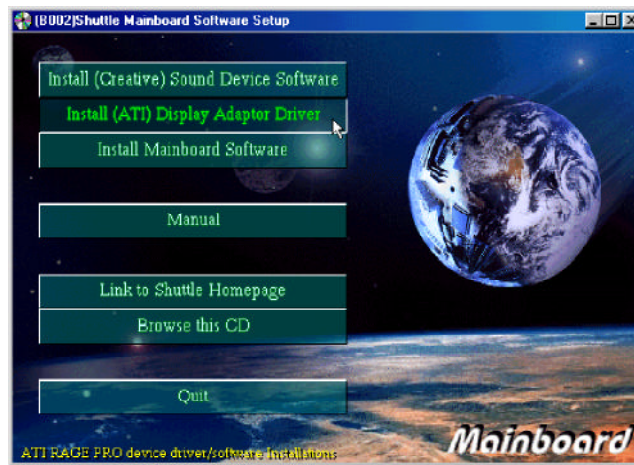 (B002)Shuttle Mainboard Software Setup
Install (Creative) Sound Device Software
Install (ATI) Display Adaptor Driver
Install Mainboard Software
Manual
Link to Shuttle Homepage
Browse this CD
Quit
ATI RAGE PRO device driver/software Installations
Mainboard